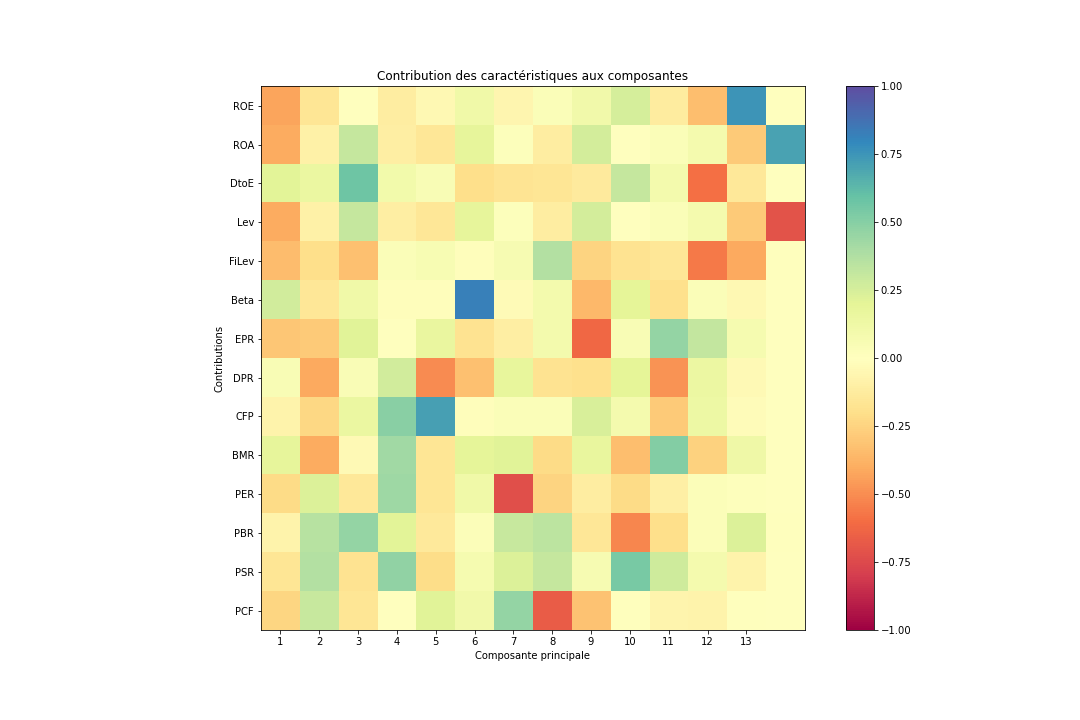 Contribution des caractéristiques aux composantes
Contributions
ROE
ROA
DtoE
Lev
FiLev
Beta
EPR
DPR
CFP
BMR
PER
PBR
PSR
PCF
1 2 3 4 5 6 7 8 9 10 11 12 13
Composante principale
1.00
0.75
0.50
0.25
0.00
−0.25
−0.50
−0.75
−1.00